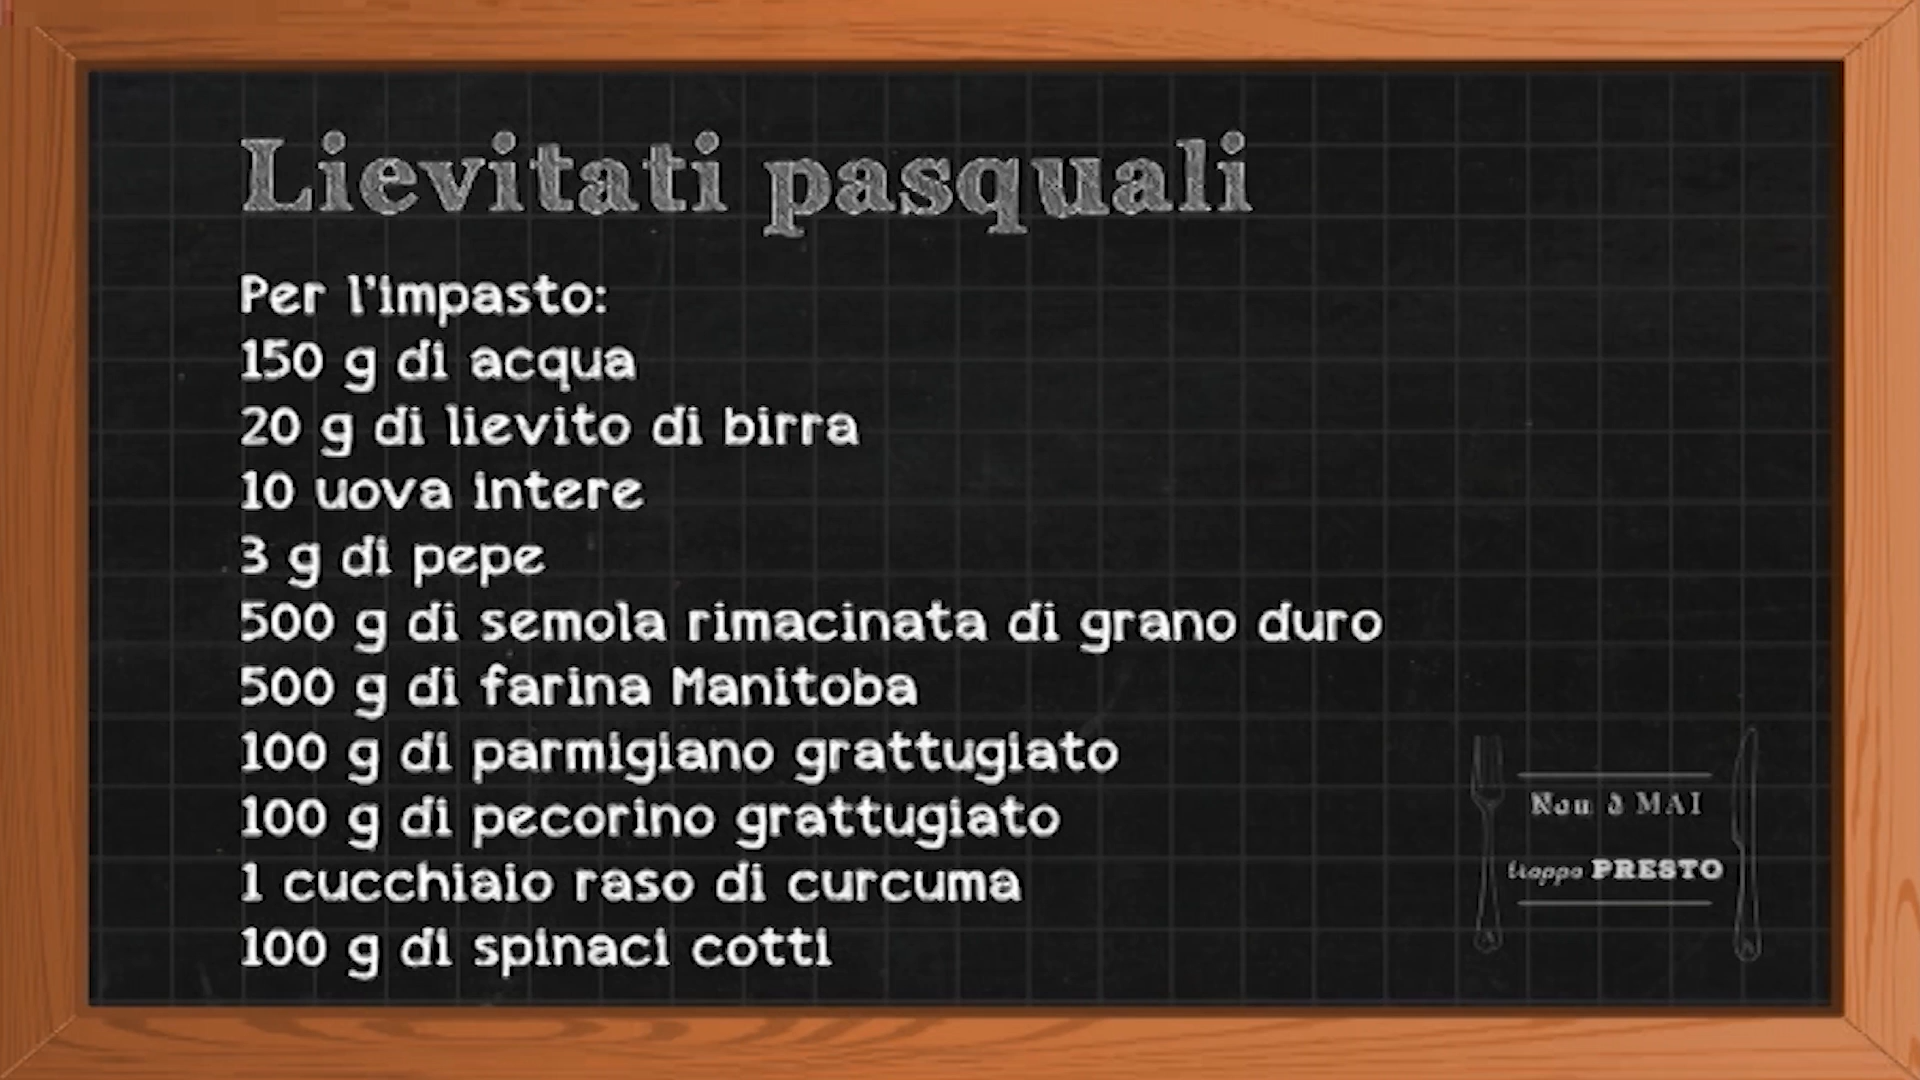 Lievitati pasquali
Per l'impasto:
150 g di acqua
20 g di lievito di birra
10 uova intere
3 g di pepe
500 g di semola rimacinata di grano duro
500 g di farina Manitoba
100 g di parmigiano grattugiato
100 g di pecorino grattugiato
1 cucchiaio raso di curcuma
100 g di spinaci cotti
Non è MAI
troppo PRESTO